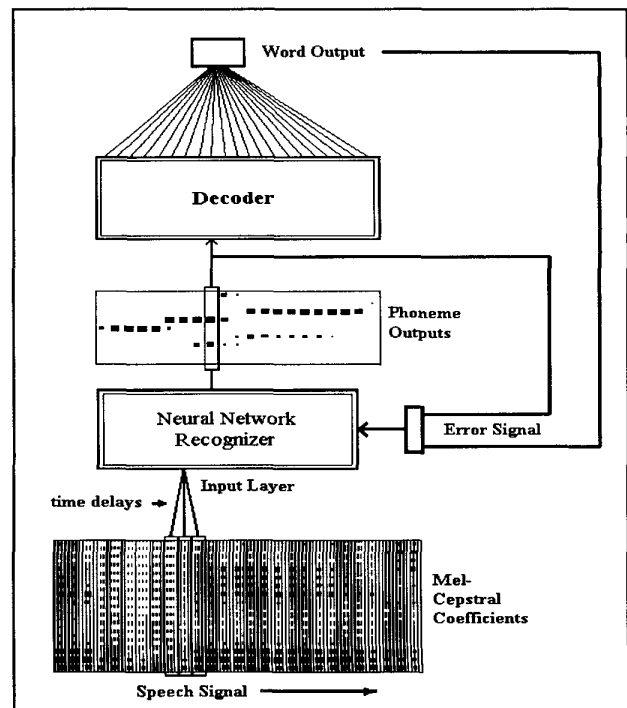 Word Output
Decoder
Phoneme
Outputs
Neural Network
Recognizer
Error Signal
Input Layer
time delays
Mel-
Cepstral
Coefficients
Speech Signal